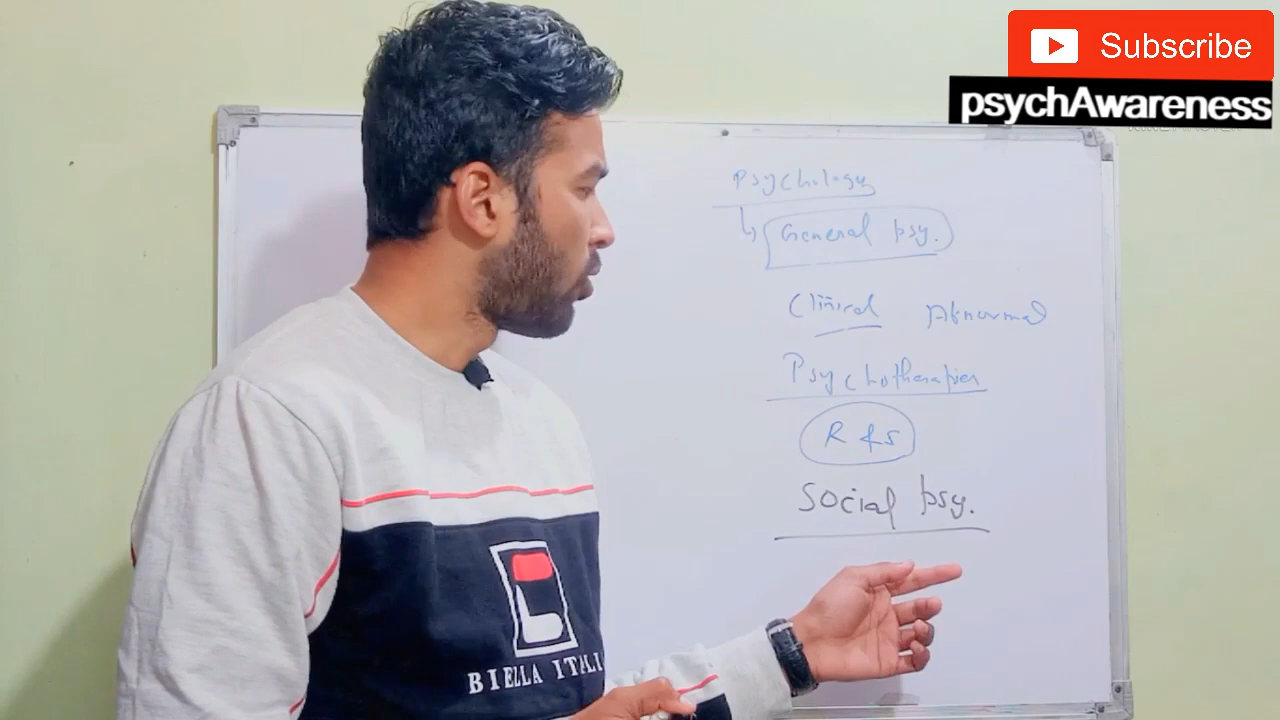 Subscribe
psychAwareness
Psychology
General psy.
Clinical Abnormal
Psychotherapies
R &s
Social psy.
BIELLA ITALI